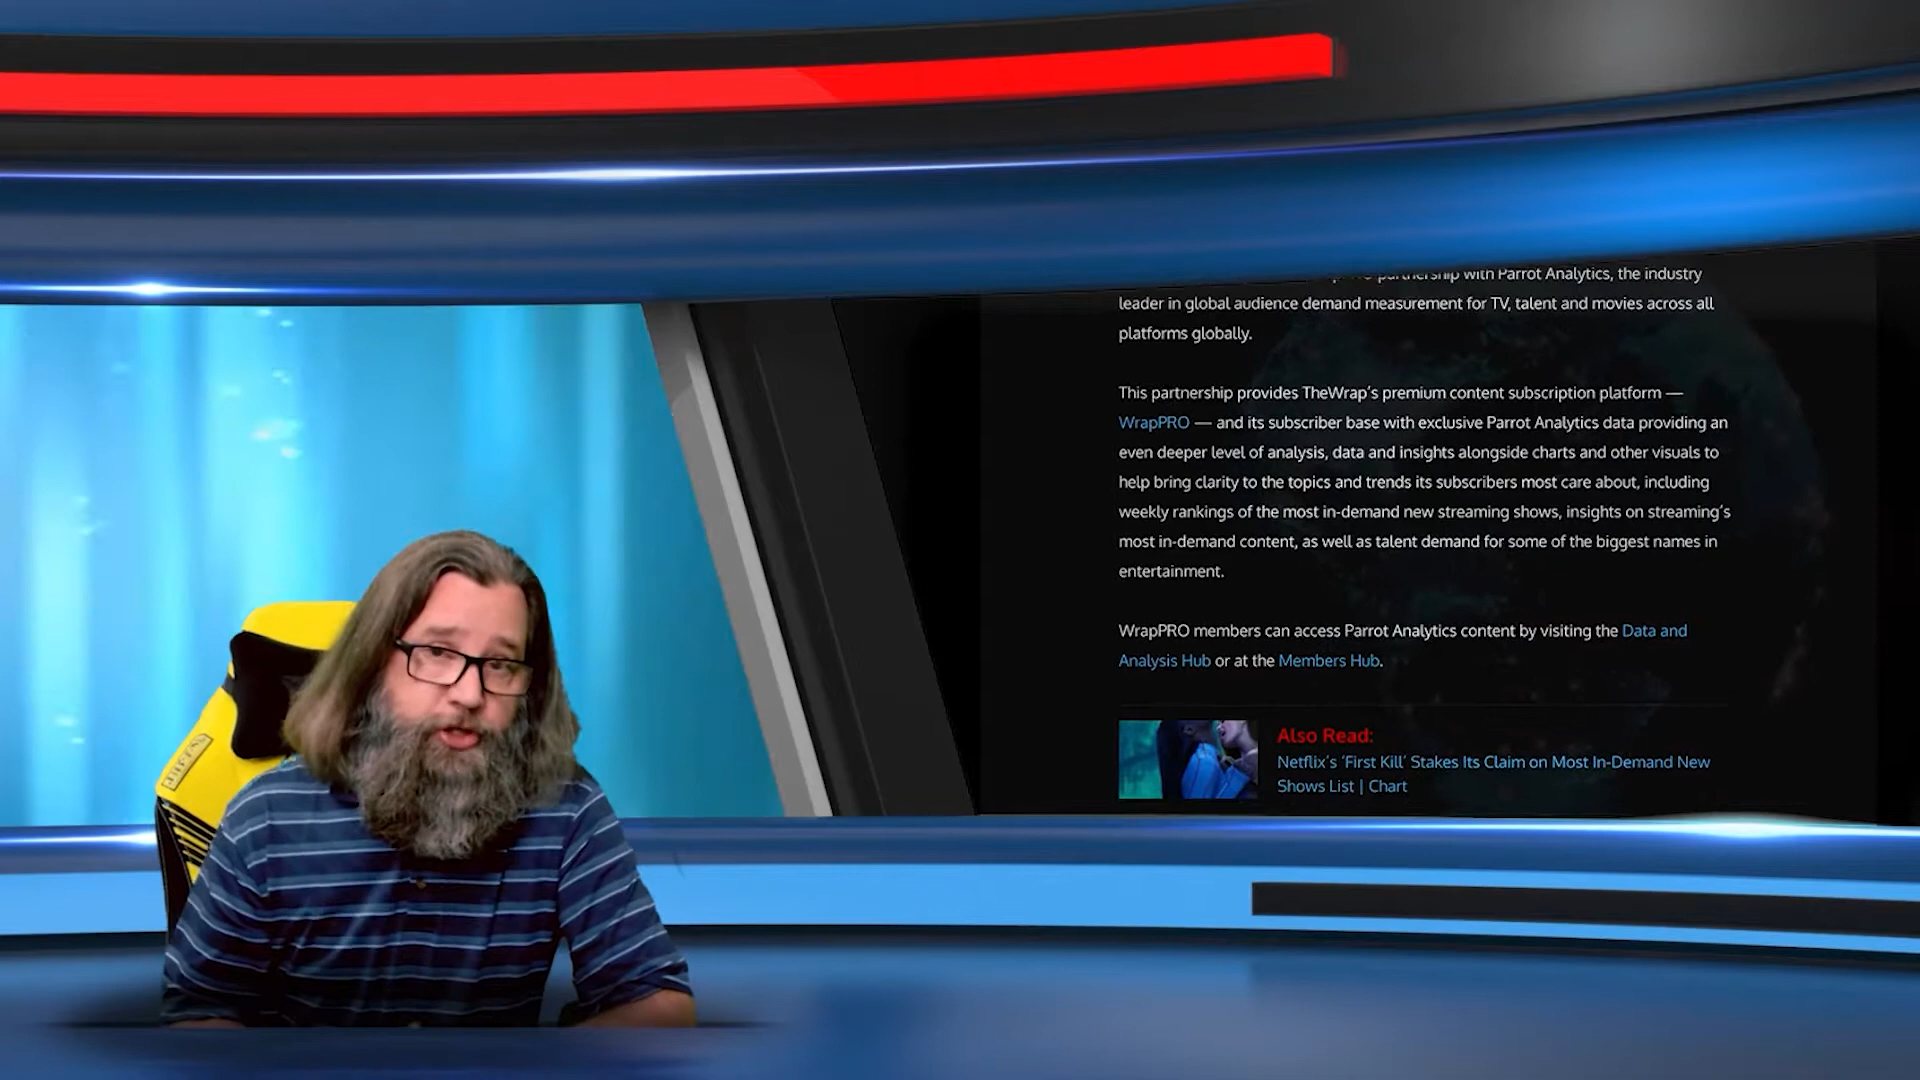 partnership with Parrot Analytics, the industry
leader in global audience demand measurement for TV, talent and movies across all
platforms globally.
This partnership provides TheWrap's premium content subscription platform —
WrapPRO — and its subscriber base with exclusive Parrot Analytics data providing an
even deeper level of analysis, data and insights alongside charts and other visuals to
help bring clarity to the topics and trends its subscribers most care about, including
weekly rankings of the most in-demand new streaming shows, insights on streaming's
most in-demand content, as well as talent demand for some of the biggest names in
entertainment.
WrapPRO members can access Parrot Analytics content by visiting the Data and
Analysis Hub or at the Members Hub.
Also Read:
Netflix's 'First Kill' Stakes Its Claim on Most In-Demand New
Shows List | Chart